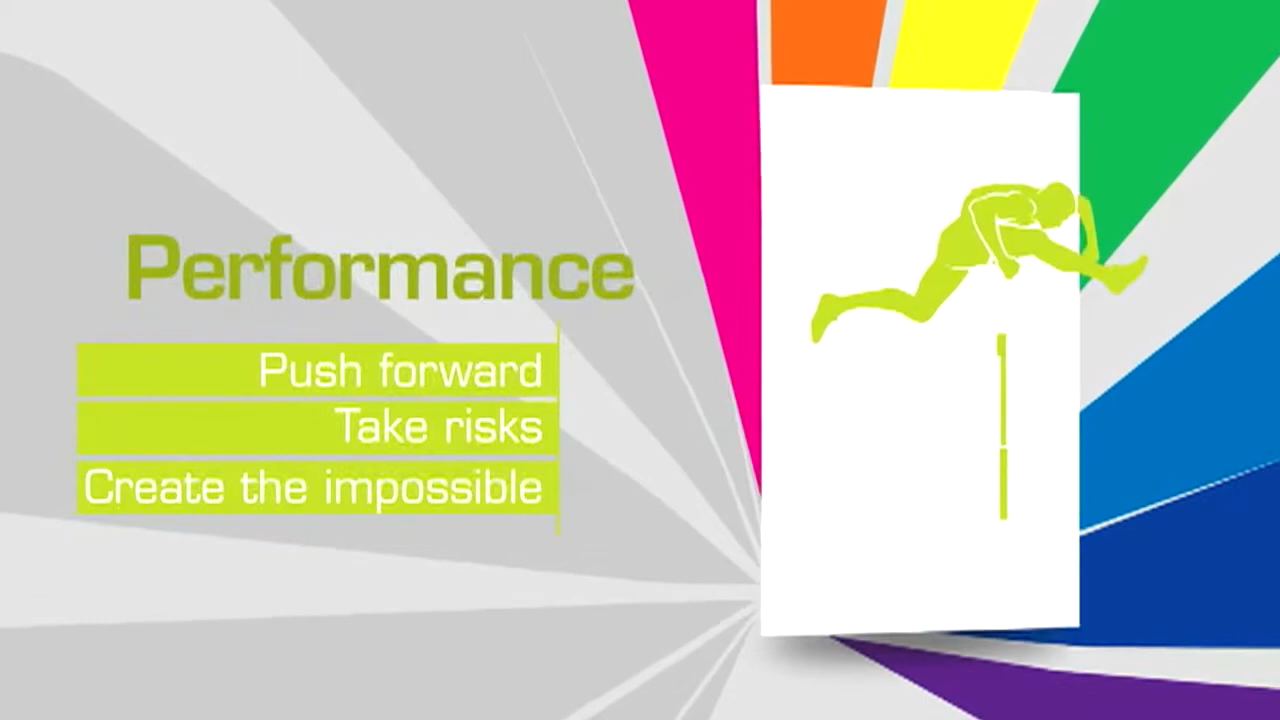 Performance
Push forward
Take risks
Create the impossible